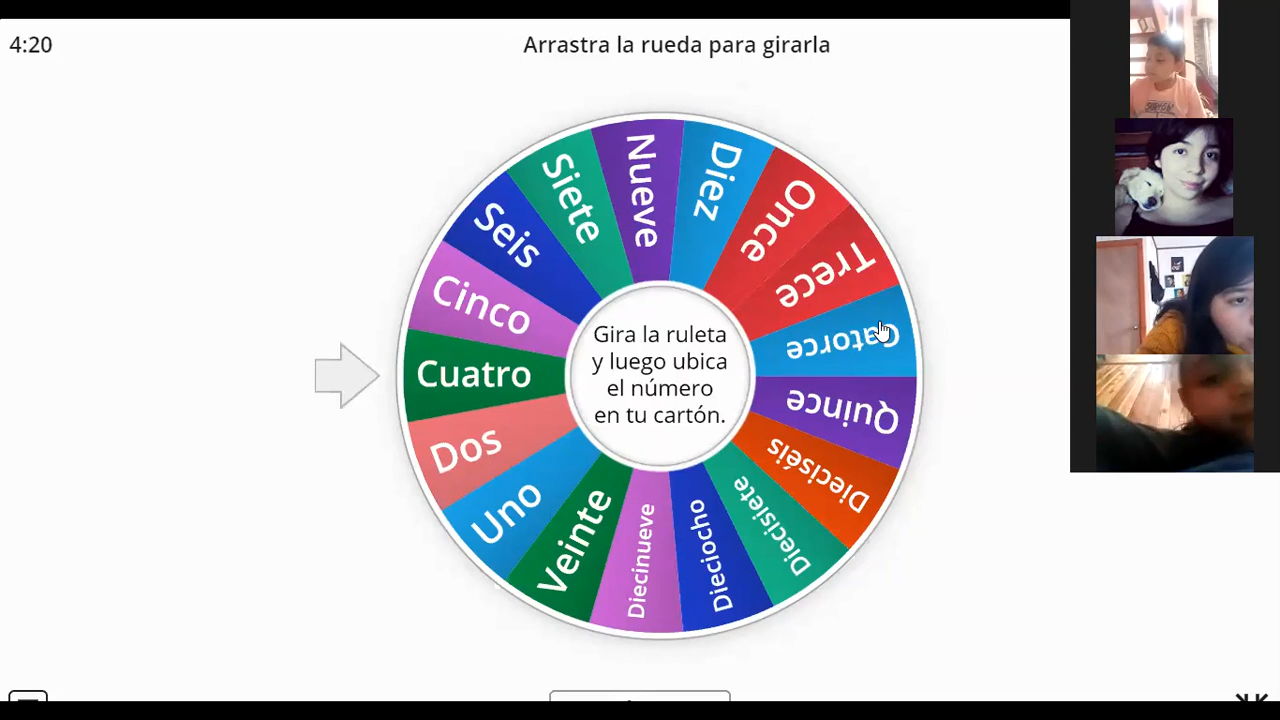 4:20
Arrastra la rueda para girarla
Nueve
Diez
Once
Trece
Catorce
Quince
Dieciséis
Diecisiete
Dieciocho
Diecinueve
Veinte
Uno
Dos
Cuatro
Cinco
Seis
Siete
Gira la ruleta
y luego ubica
el número
en tu cartón.